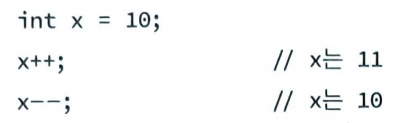 int x = 10;
x++; // x는 11
x--; // x는 10